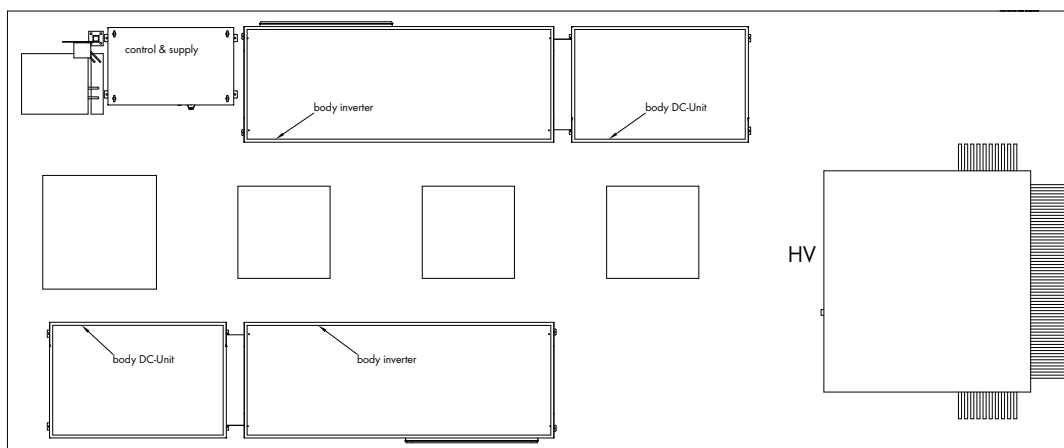 control & supply
body inverter
body DC-Unit
HV
body DC-Unit
body inverter